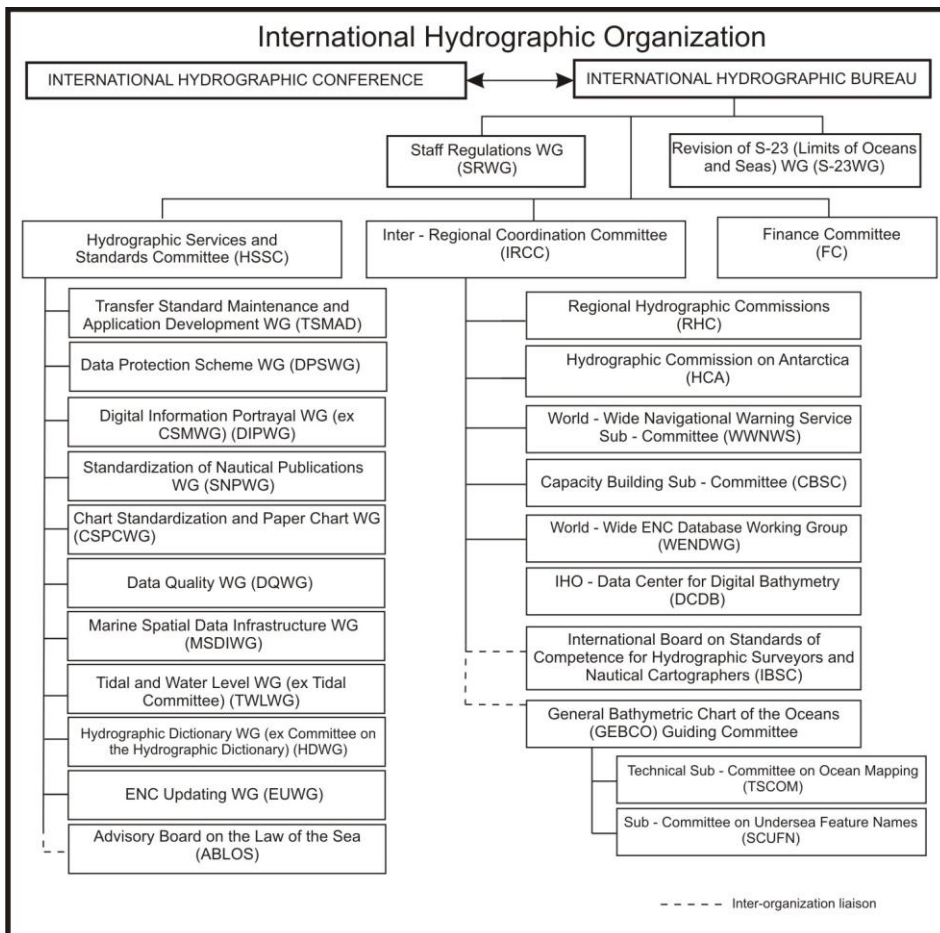 International Hydrographic Organization
INTERNATIONAL HYDROGRAPHIC CONFERENCE
INTERNATIONAL HYDROGRAPHIC BUREAU
Staff Regulations WG
(SRWG)
Revision of S-23 (Limits of Oceans
and Seas) WG (S-23WG)
Hydrographic Services and
Standards Committee (HSSC)
Inter - Regional Coordination Committee
(IRCC)
Finance Committee
(FC)
Transfer Standard Maintenance and
Application Development WG (TSMAD)
Data Protection Scheme WG (DPSWG)
Digital Information Portrayal WG (ex
CSMWG) (DIPWG)
Standardization of Nautical Publications
WG (SNPWG)
Chart Standardization and Paper Chart WG
(CSPCWG)
Data Quality WG (DQWG)
Marine Spatial Data Infrastructure WG
(MSDIWG)
Tidal and Water Level WG (ex Tidal
Committee) (TWLWG)
Hydrographic Dictionary WG (ex Committee on
the Hydrographic Dictionary) (HDWG)
ENC Updating WG (EUWG)
Advisory Board on the Law of the Sea
(ABLOS)
Regional Hydrographic Commissions
(RHC)
Hydrographic Commission on Antarctica
(HCA)
World - Wide Navigational Warning Service
Sub - Committee (WWNWS)
Capacity Building Sub - Committee (CBSC)
World - Wide ENC Database Working Group
(WENDWG)
IHO - Data Center for Digital Bathymetry
(DCDB)
International Board on Standards of
Competence for Hydrographic Surveyors and
Nautical Cartographers (IBSC)
General Bathymetric Chart of the Oceans
(GEBCO) Guiding Committee
Technical Sub - Committee on Ocean Mapping
(TSCOM)
Sub - Committee on Undersea Feature Names
(SCUFN)
Inter-organization liaison